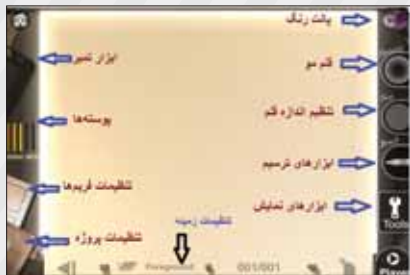 پالت رنگ
ابزار تمبر
قلم مو
تنظیم اندازه قلم
پوسته‌ها
ابزارهای ترسیم
تنظیمات فریم‌ها
ابزارهای نمایش
Tools
تنظیمات زمینه
تنظیمات پروژه
Foreground
001/001